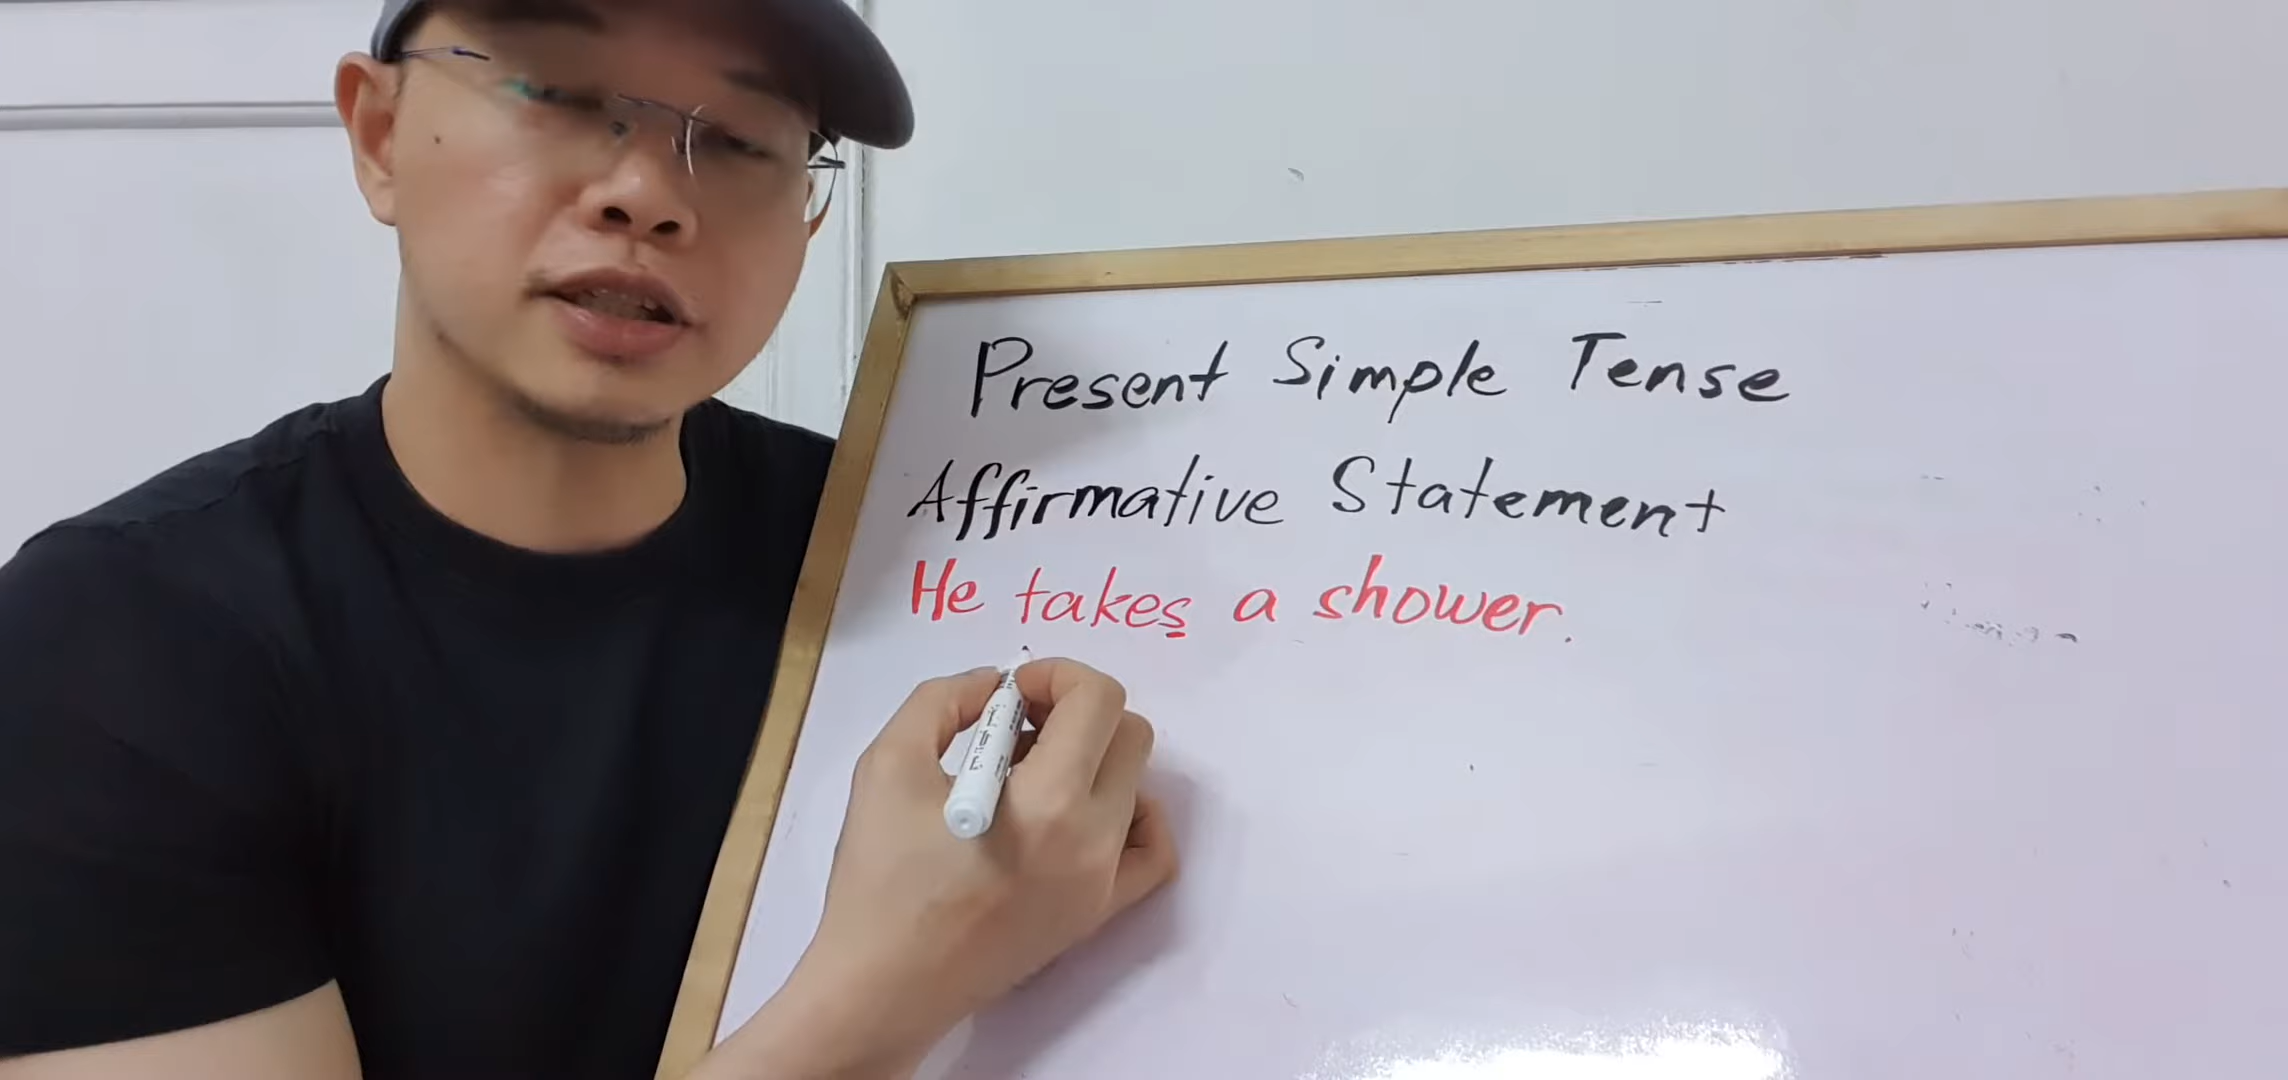 Present Simple Tense
Affirmative Statement
He takes a shower.